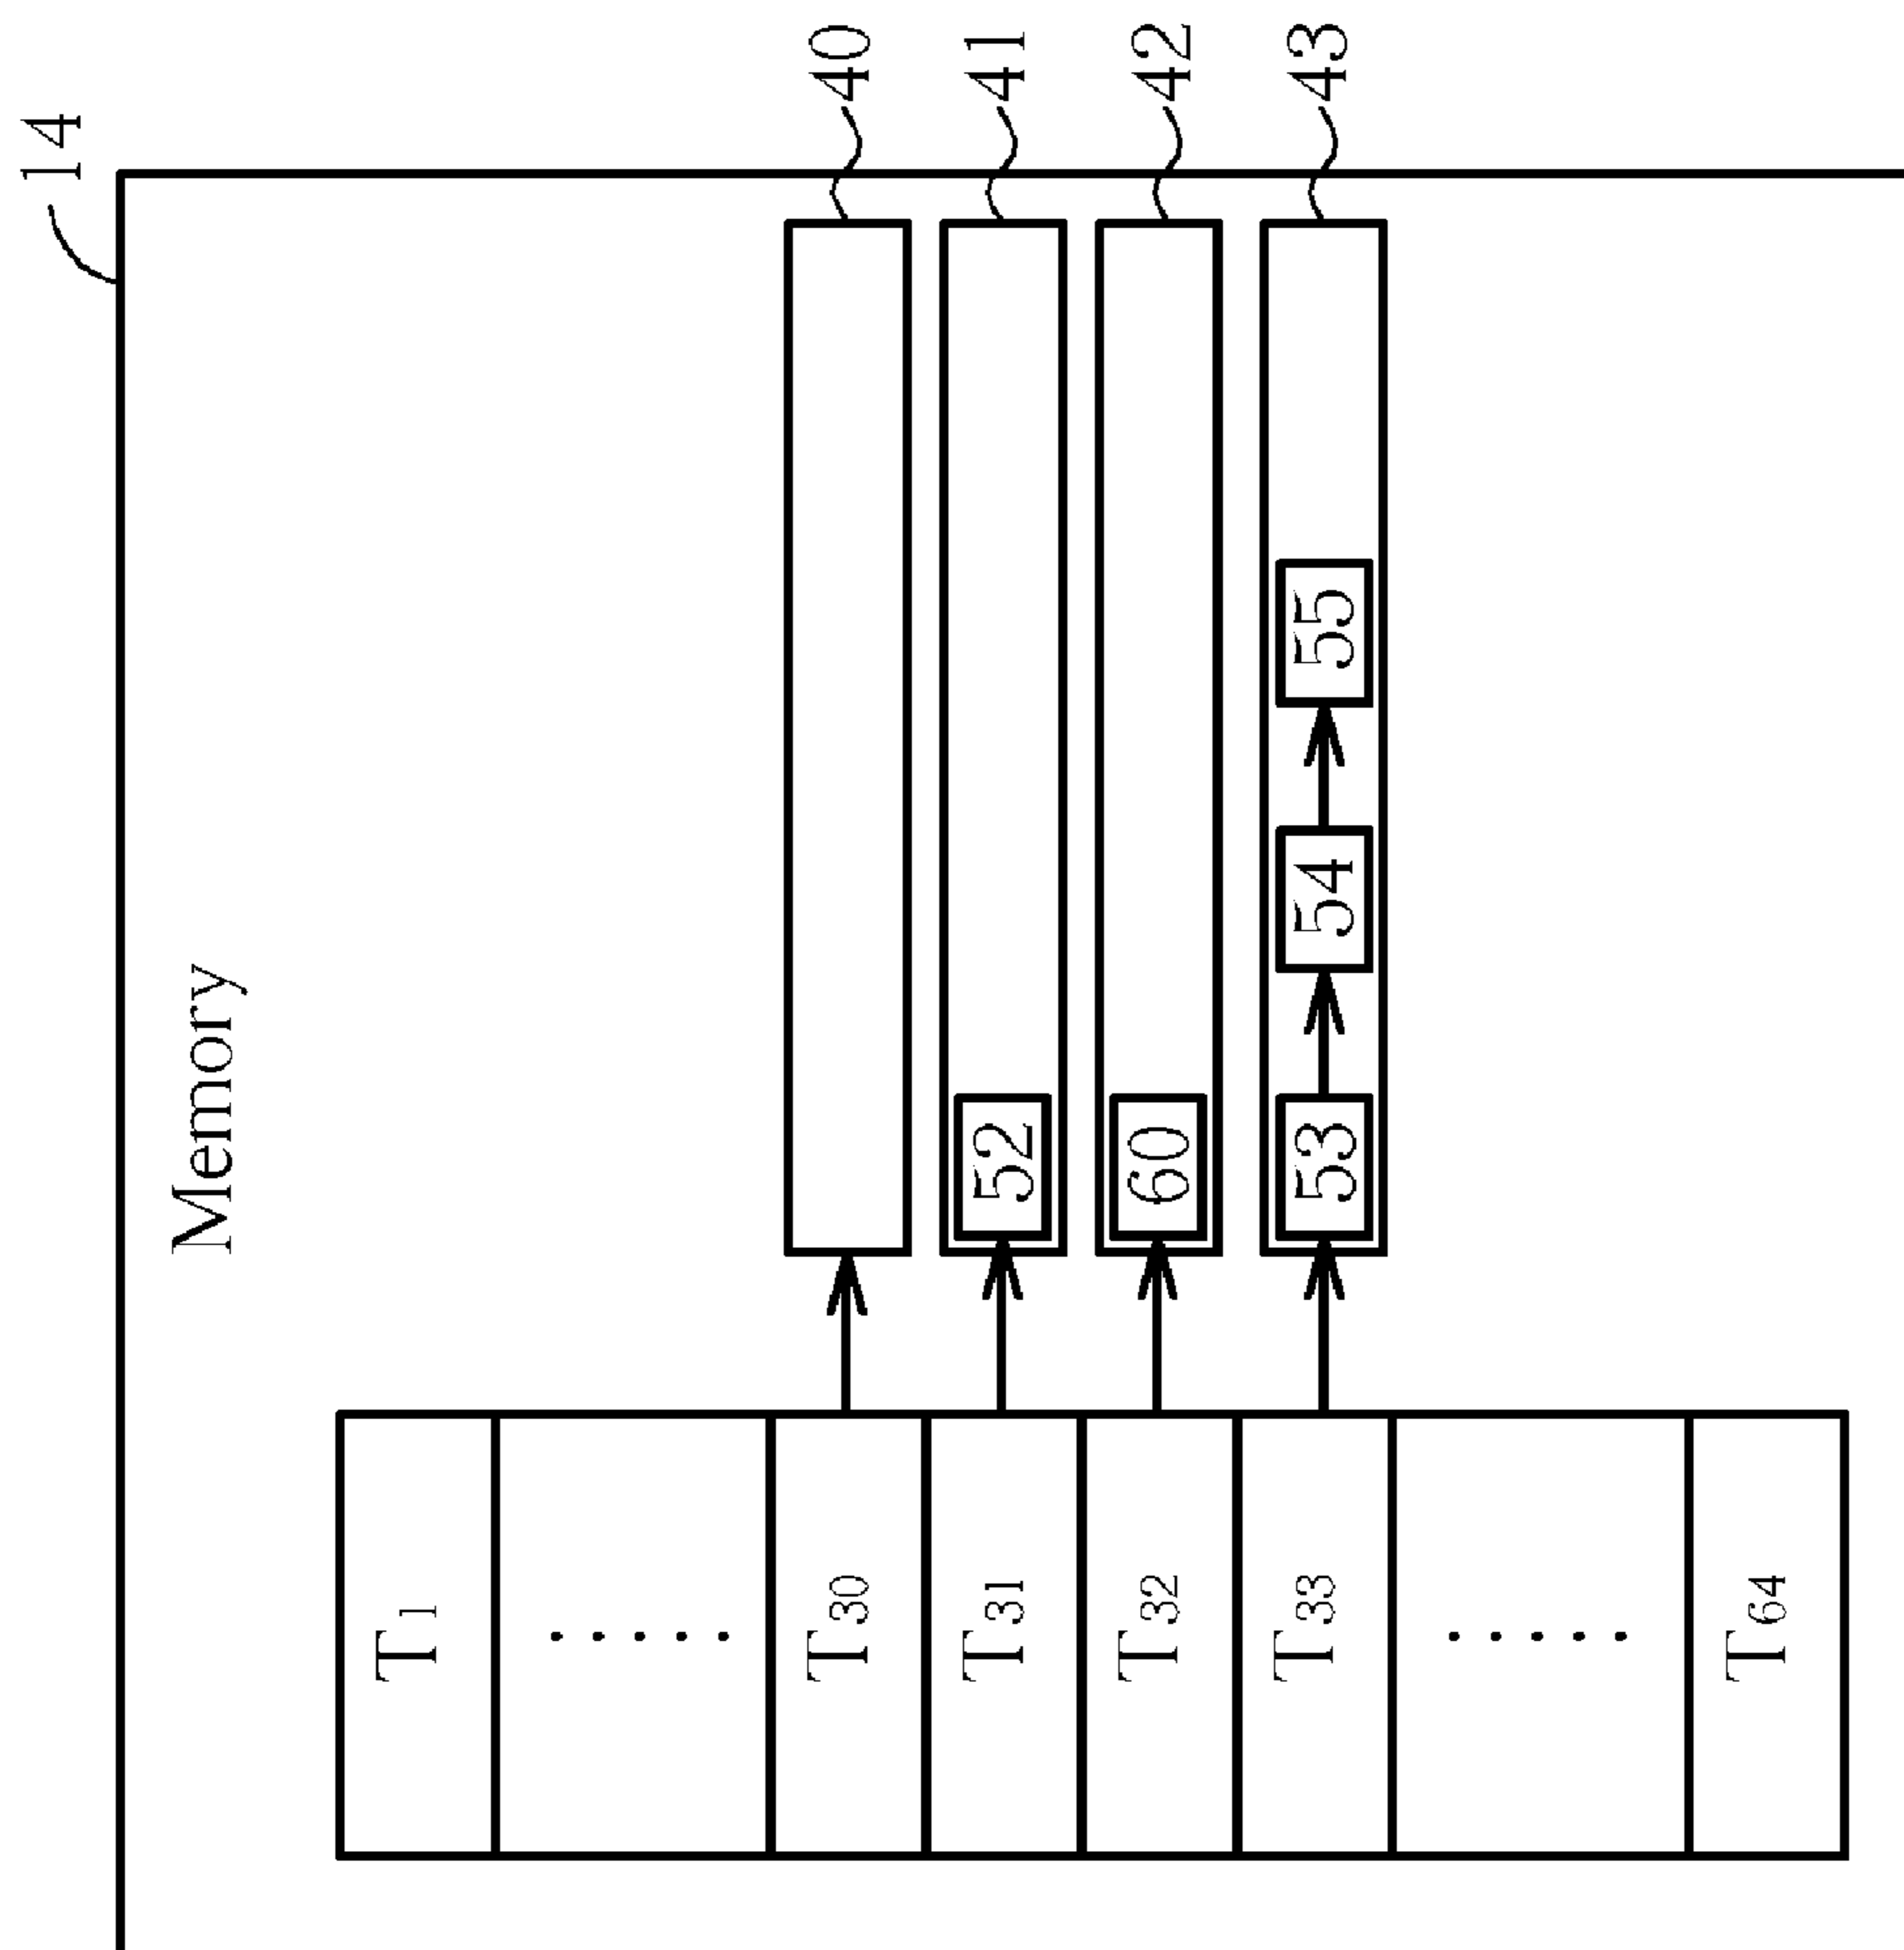 14
Memory
T1
.....
T30
40
T31
52
41
T32
60
42
T33
53
54
55
43
.....
T64